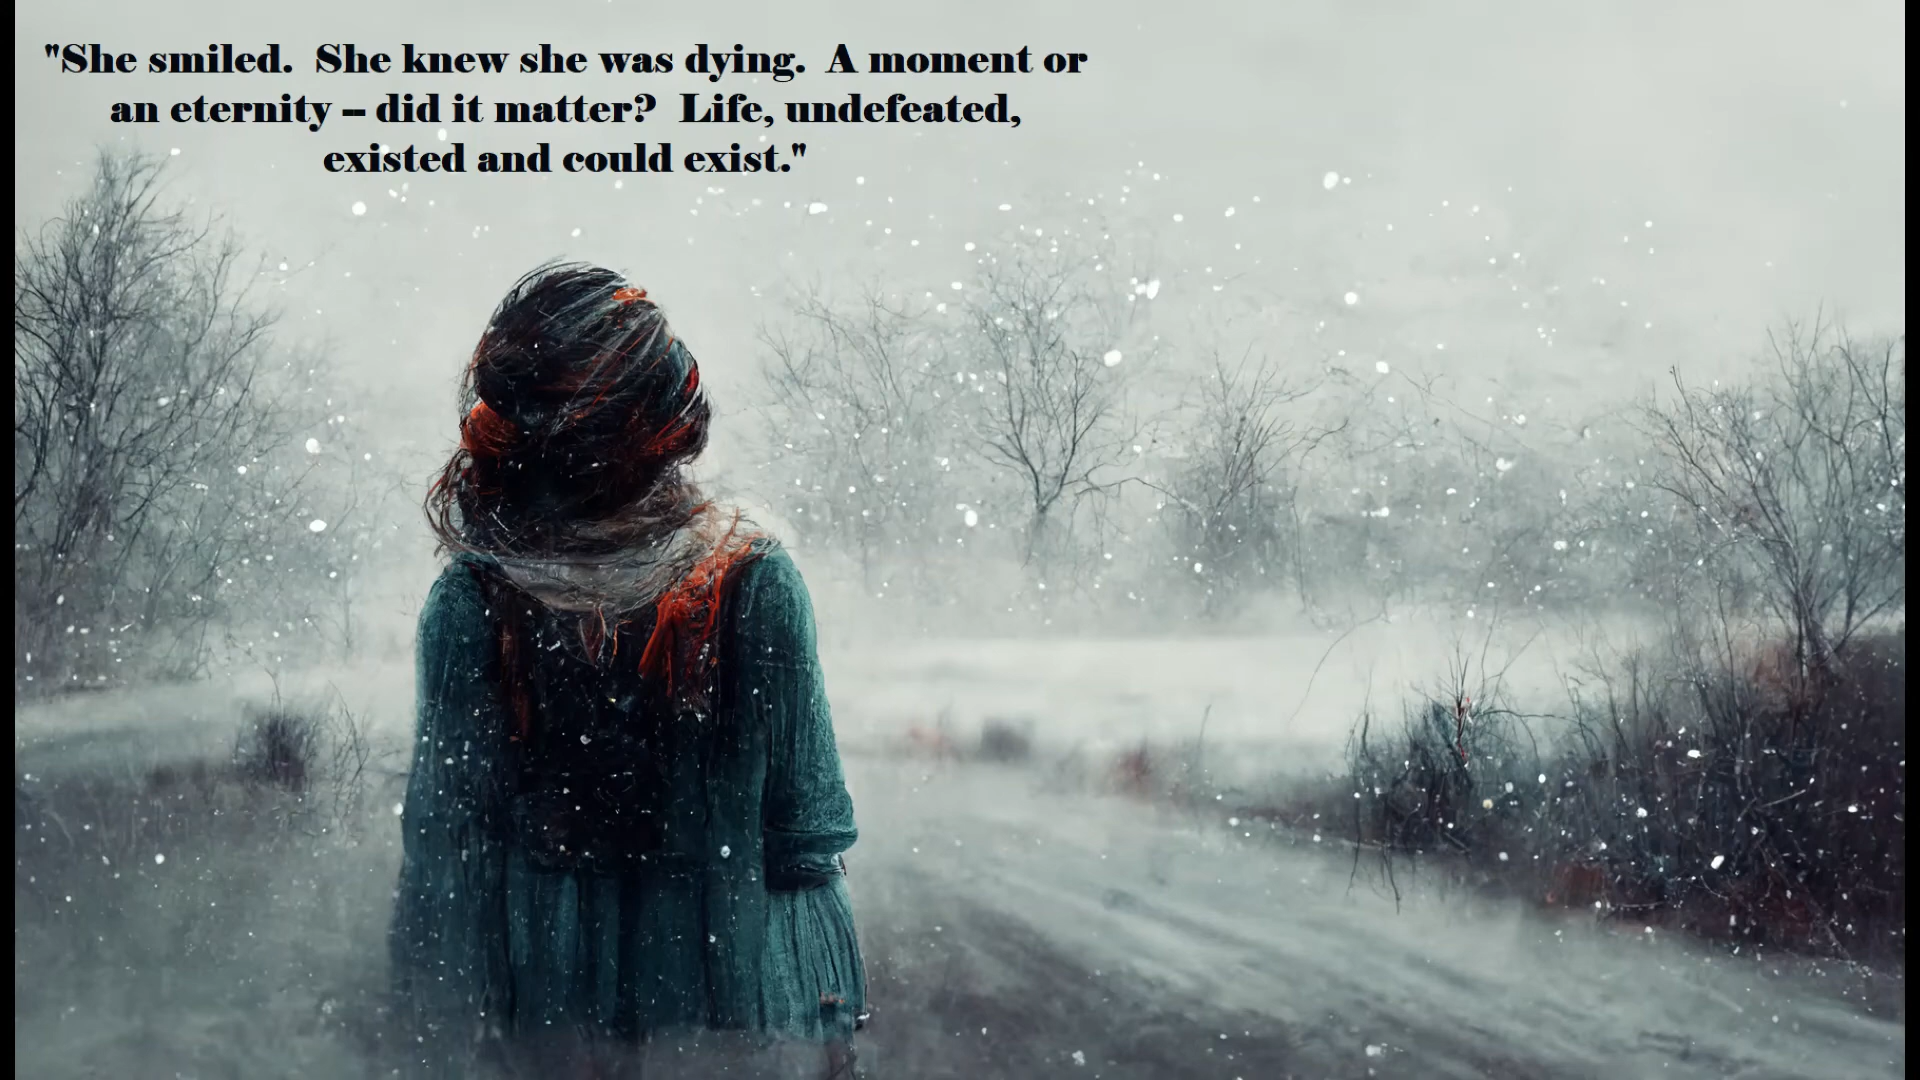 "She smiled.  She knew she was dying.  A moment or
an eternity -- did it matter?  Life, undefeated,
existed and could exist."